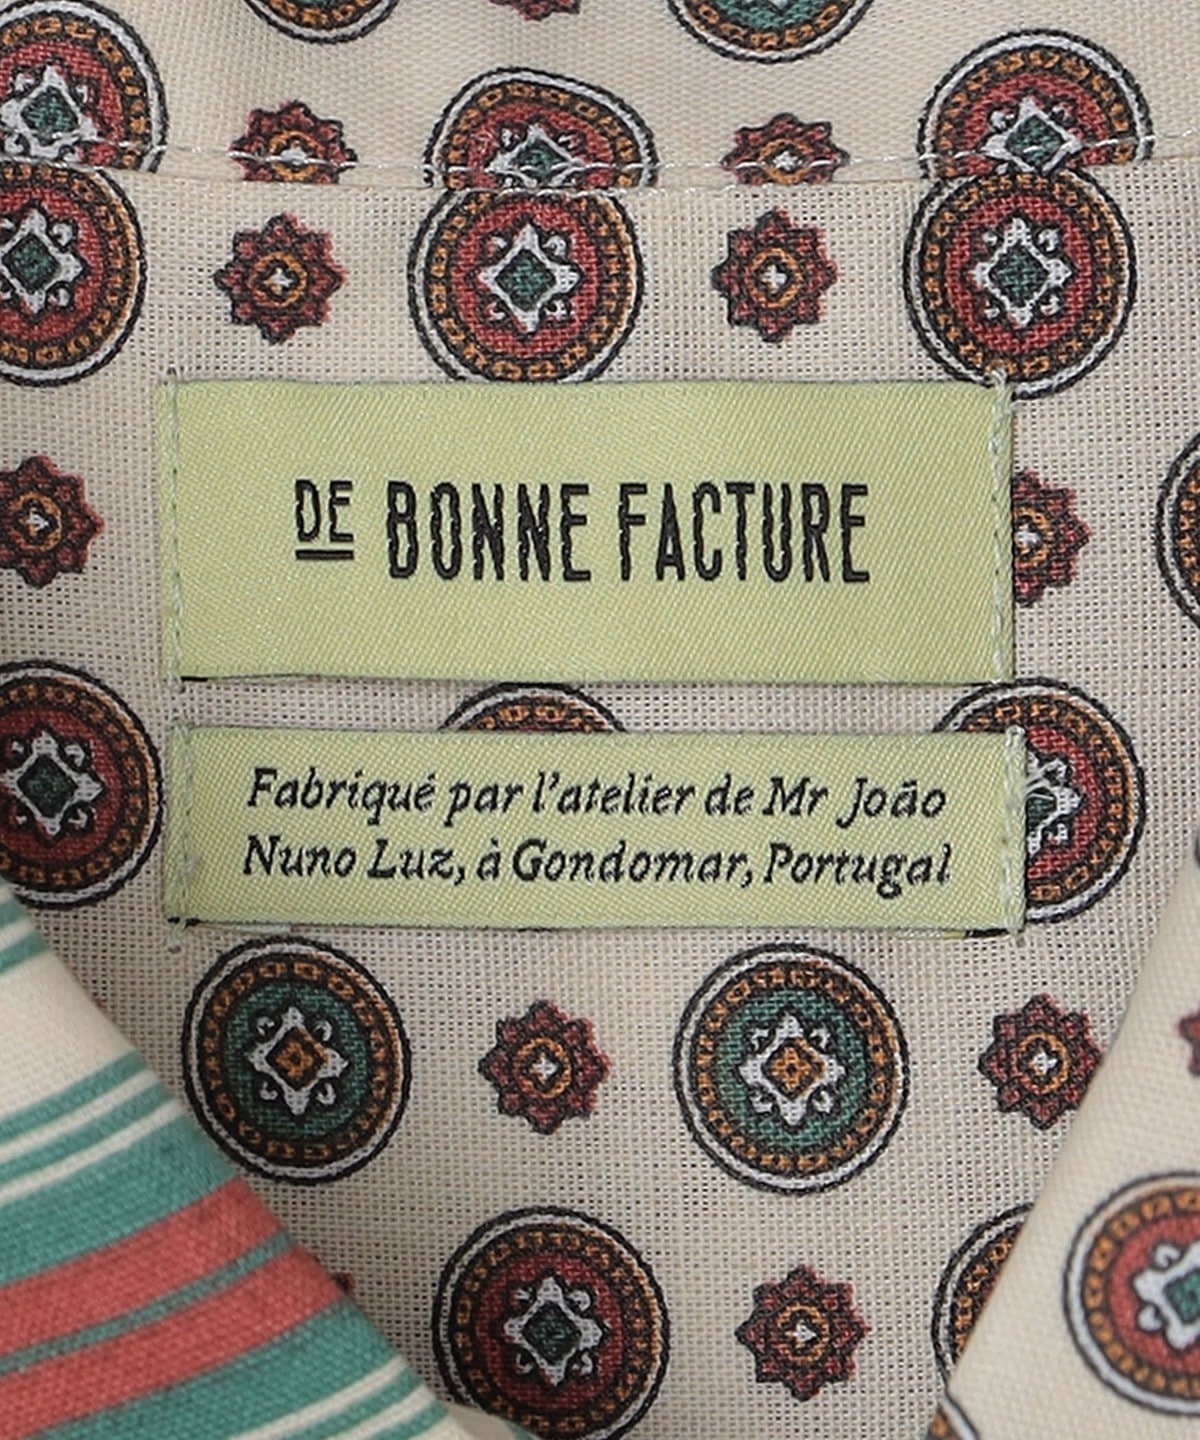 DE BONNE FACTURE
Fabriqué par l'atelier de Mr João
Nuno Luz, à Gondomar, Portugal